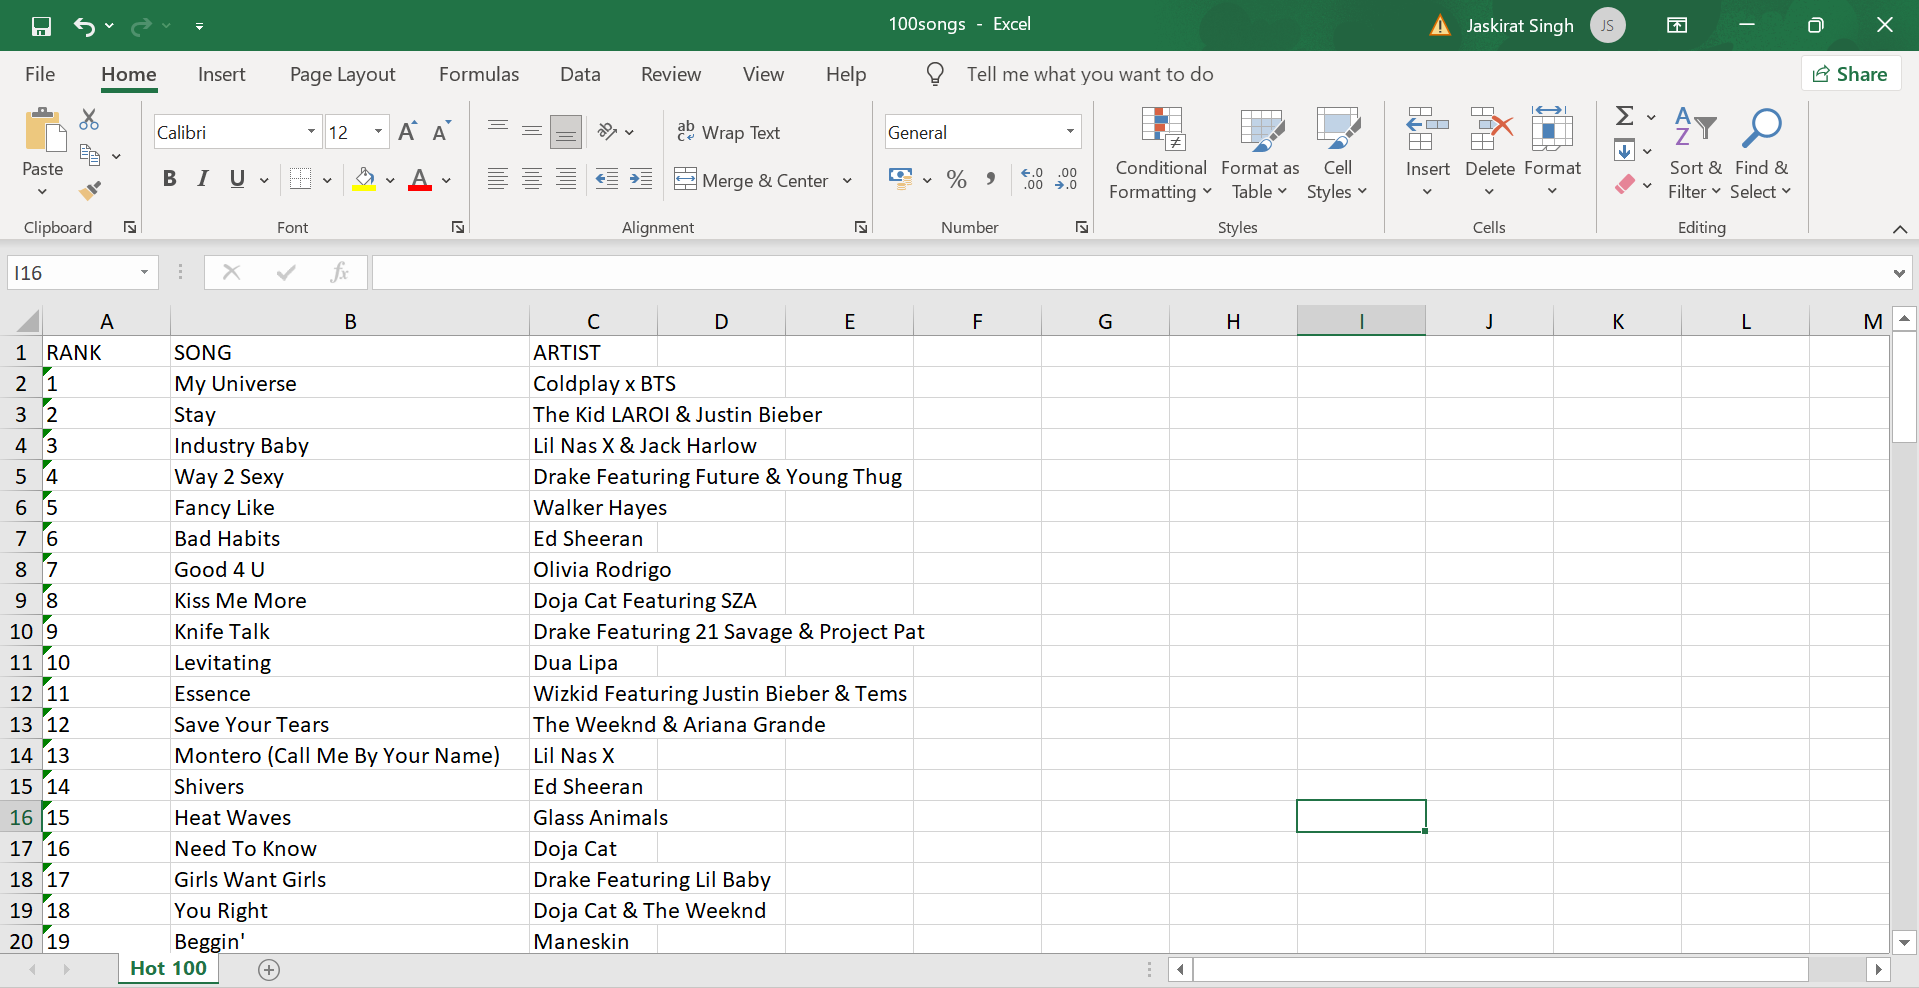 100songs - Excel
Jaskirat Singh JS
File Home Insert Page Layout Formulas Data Review View Help Tell me what you want to do Share
Paste
Clipboard
Calibri 12 A A
B I U A
Font
ab Wrap Text
Merge & Center
Alignment
General
% , .0 .00 .00 .0
Number
Conditional Formatting
Format as Table
Cell Styles
Styles
Insert Delete Format
Cells
Σ
Sort & Filter
Find & Select
Editing
I16 fx
A B C D E F G H I J K L M
1 RANK SONG ARTIST
2 1 My Universe Coldplay x BTS
3 2 Stay The Kid LAROI & Justin Bieber
4 3 Industry Baby Lil Nas X & Jack Harlow
5 4 Way 2 Sexy Drake Featuring Future & Young Thug
6 5 Fancy Like Walker Hayes
7 6 Bad Habits Ed Sheeran
8 7 Good 4 U Olivia Rodrigo
9 8 Kiss Me More Doja Cat Featuring SZA
10 9 Knife Talk Drake Featuring 21 Savage & Project Pat
11 10 Levitating Dua Lipa
12 11 Essence Wizkid Featuring Justin Bieber & Tems
13 12 Save Your Tears The Weeknd & Ariana Grande
14 13 Montero (Call Me By Your Name) Lil Nas X
15 14 Shivers Ed Sheeran
16 15 Heat Waves Glass Animals
17 16 Need To Know Doja Cat
18 17 Girls Want Girls Drake Featuring Lil Baby
19 18 You Right Doja Cat & The Weeknd
20 19 Beggin' Maneskin
Hot 100